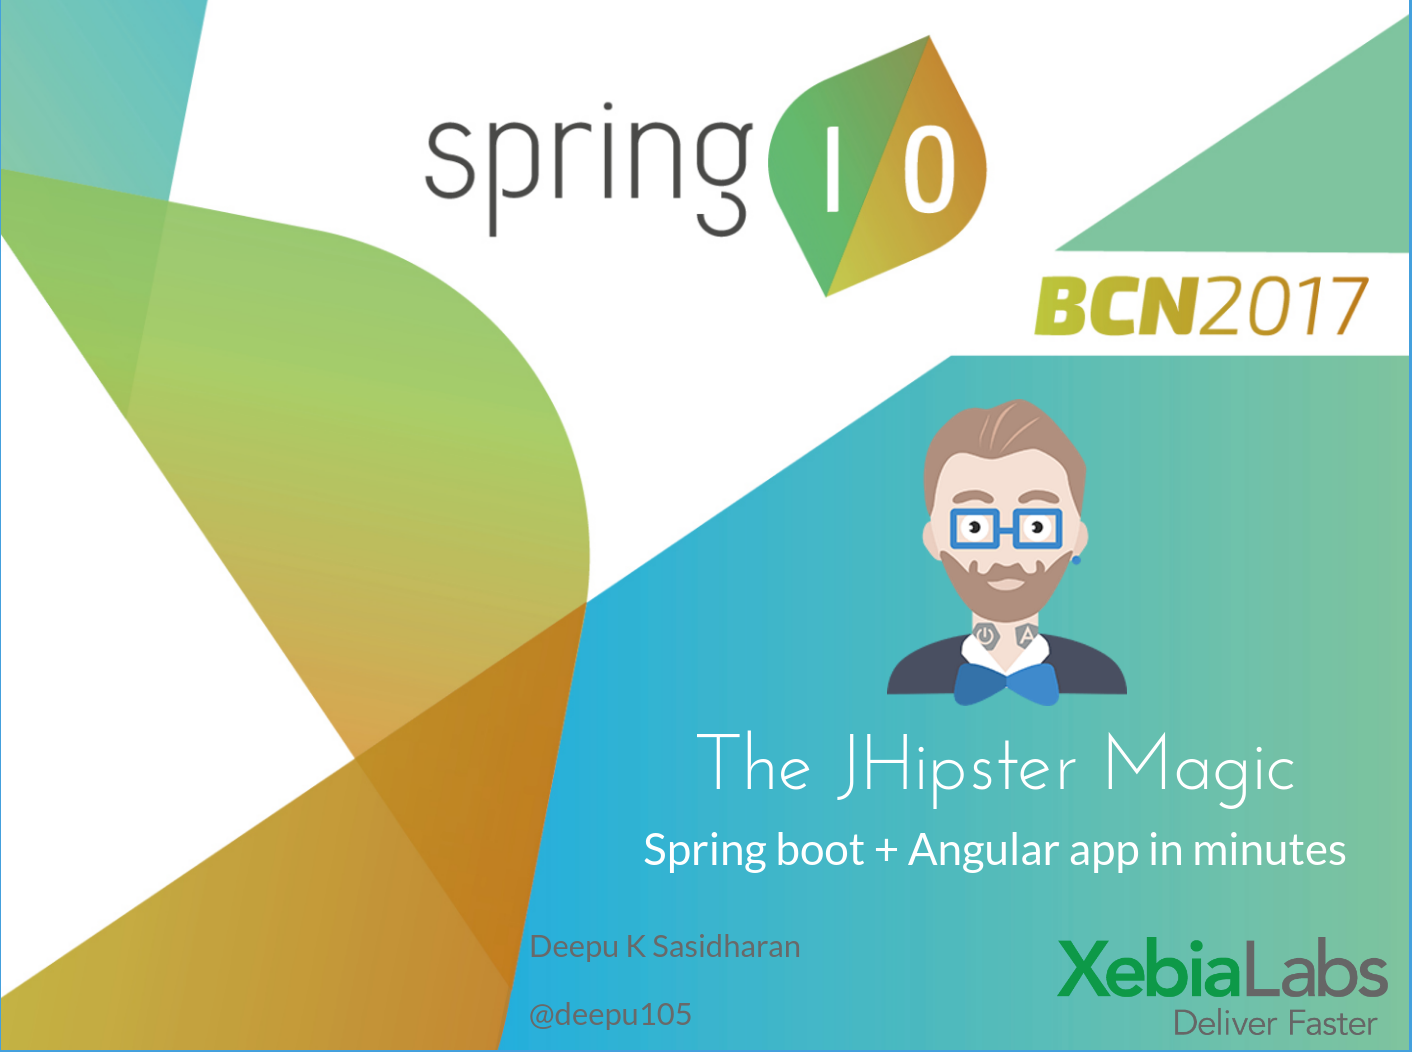 spring I O
BCN2017
A
The JHipster Magic
Spring boot + Angular app in minutes
Deepu K Sasidharan
@deepu105
XebiaLabs
Deliver Faster